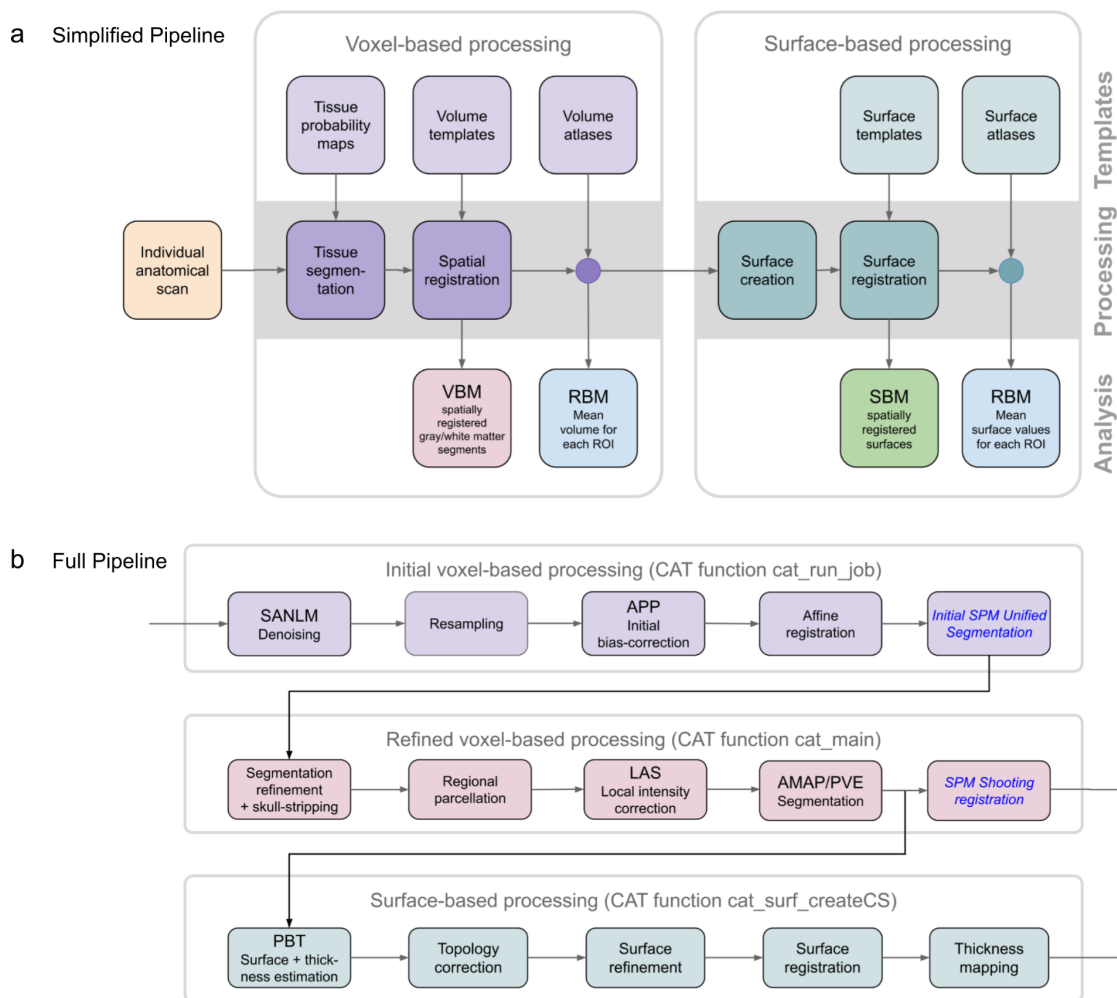 a Simplified Pipeline
Voxel-based processing
Surface-based processing
Tissue
probability
maps
Volume
templates
Volume
atlases
Surface
templates
Surface
atlases
Templates
Individual
anatomical
scan
Tissue
segmen-
tation
Spatial
registration
Surface
creation
Surface
registration
Processing
VBM
spatially
registered
gray/white matter
segments
RBM
Mean
volume for
each ROI
SBM
spatially
registered
surfaces
RBM
Mean
surface values
for each ROI
Analysis
b Full Pipeline
Initial voxel-based processing (CAT function cat_run_job)
SANLM
Denoising
Resampling
APP
Initial
bias-correction
Affine
registration
Initial SPM Unified
Segmentation
Refined voxel-based processing (CAT function cat_main)
Segmentation
refinement
+ skull-stripping
Regional
parcellation
LAS
Local intensity
correction
AMAP/PVE
Segmentation
SPM Shooting
registration
Surface-based processing (CAT function cat_surf_createCS)
PBT
Surface + thick-
ness estimation
Topology
correction
Surface
refinement
Surface
registration
Thickness
mapping